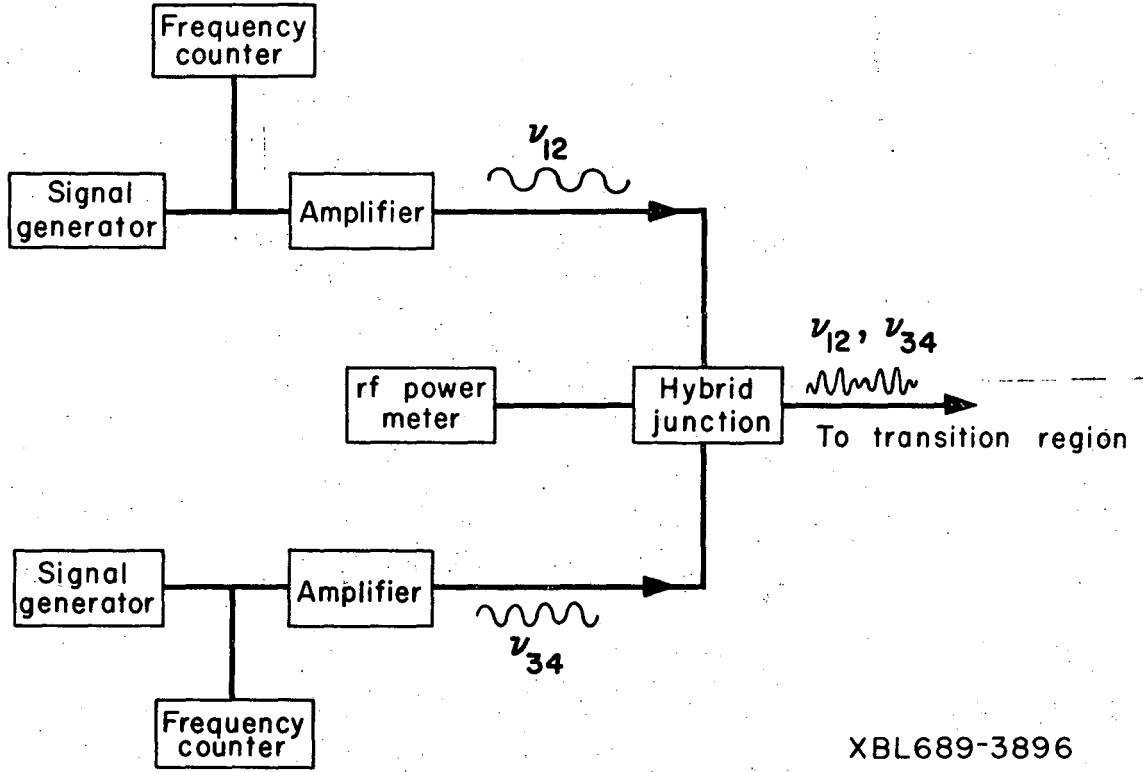 Frequency
counter
Signal
generator
Amplifier
ν12
rf power
meter
Hybrid
junction
ν12, ν34
To transition region
Signal
generator
Amplifier
ν34
Frequency
counter
XBL689-3896